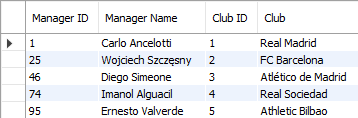 Manager ID Manager Name Club ID Club
1 Carlo Ancelotti 1 Real Madrid
25 Wojciech Szczęsny 2 FC Barcelona
46 Diego Simeone 3 Atlético de Madrid
74 Imanol Alguacil 4 Real Sociedad
95 Ernesto Valverde 5 Athletic Bilbao